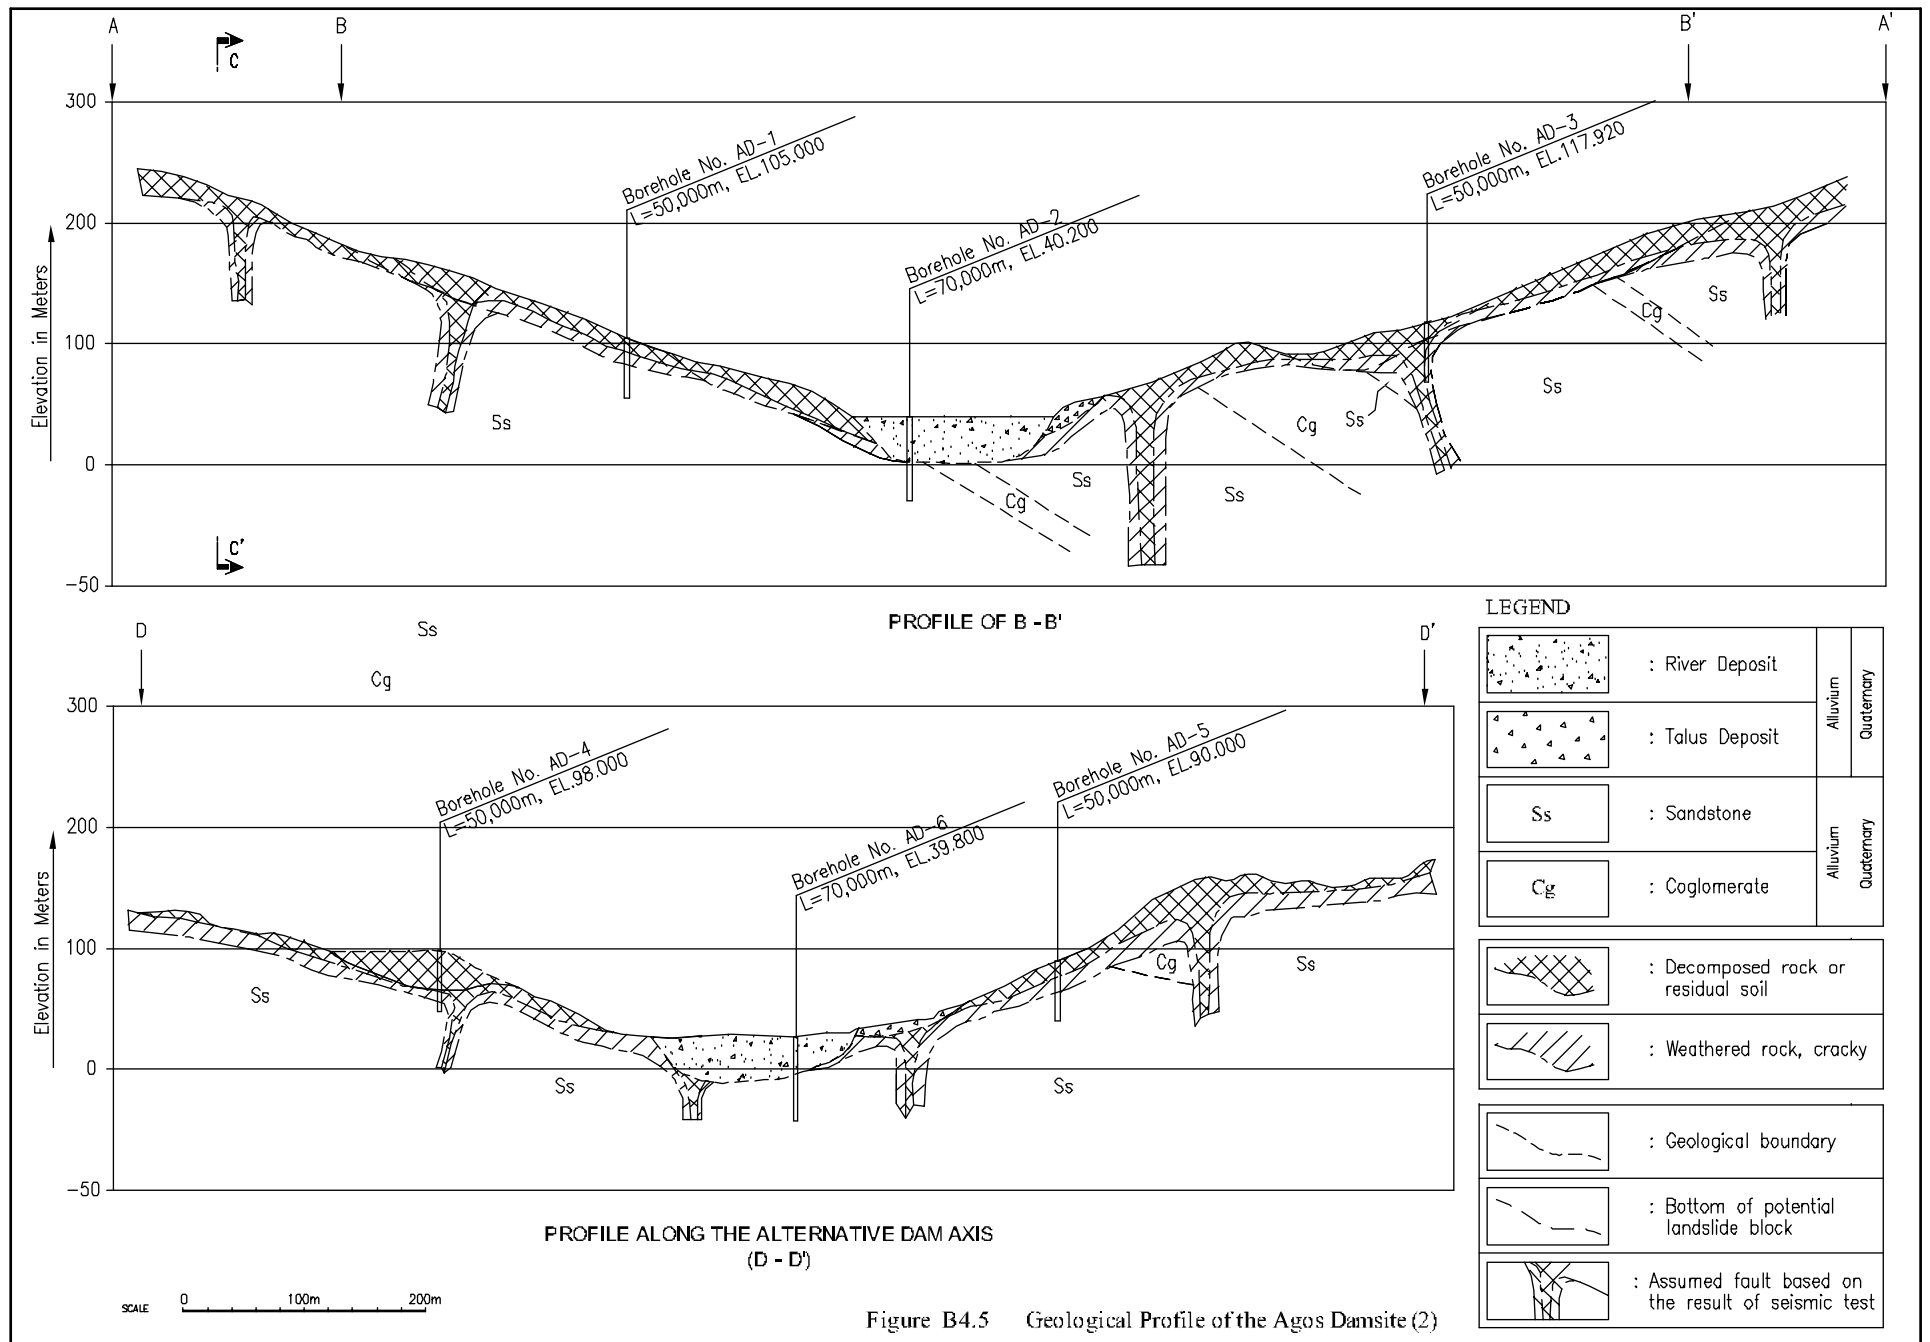 A
B
B'
A'
C
300
200
100
0
-50
Elevation in Meters
Borehole No. AD-1
L=50,000m, EL.105.000
Borehole No. AD-2
L=70,000m, EL.40.200
Borehole No. AD-3
L=50,000m, EL.117.920
Cg
Ss
Ss
Ss
Cg
Ss
Ss
Ss
Cg
C'
PROFILE OF B - B'
D
Ss
Cg
D'
300
200
100
0
-50
Elevation in Meters
Borehole No. AD-4
L=50,000m, EL.98.000
Borehole No. AD-6
L=70,000m, EL.39.800
Borehole No. AD-5
L=50,000m, EL.90.000
Ss
Cg
Ss
Ss
Ss
PROFILE ALONG THE ALTERNATIVE DAM AXIS
(D - D')
SCALE
0 100m 200m
Figure B4.5 Geological Profile of the Agos Damsite (2)
LEGEND
: River Deposit
: Talus Deposit
Alluvium
Quaternary
Ss : Sandstone
Cg : Coglomerate
Alluvium
Quaternary
: Decomposed rock or
residual soil
: Weathered rock, cracky
: Geological boundary
: Bottom of potential
landslide block
: Assumed fault based on
the result of seismic test